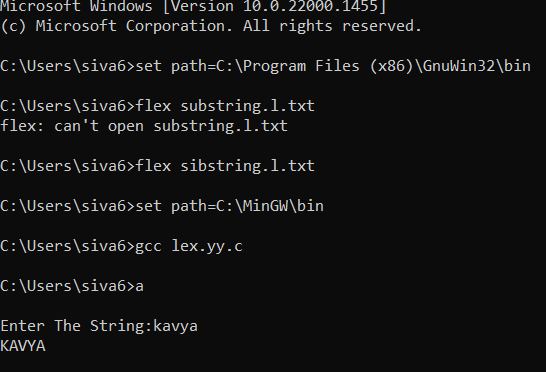 Microsoft Windows [Version 10.0.22000.1455]
(c) Microsoft Corporation. All rights reserved.
C:\Users\siva6>set path=C:\Program Files (x86)\GnuWin32\bin
C:\Users\siva6>flex substring.l.txt
flex: can't open substring.l.txt
C:\Users\siva6>flex sibstring.l.txt
C:\Users\siva6>set path=C:\MinGW\bin
C:\Users\siva6>gcc lex.yy.c
C:\Users\siva6>a
Enter The String:kavya
KAVYA